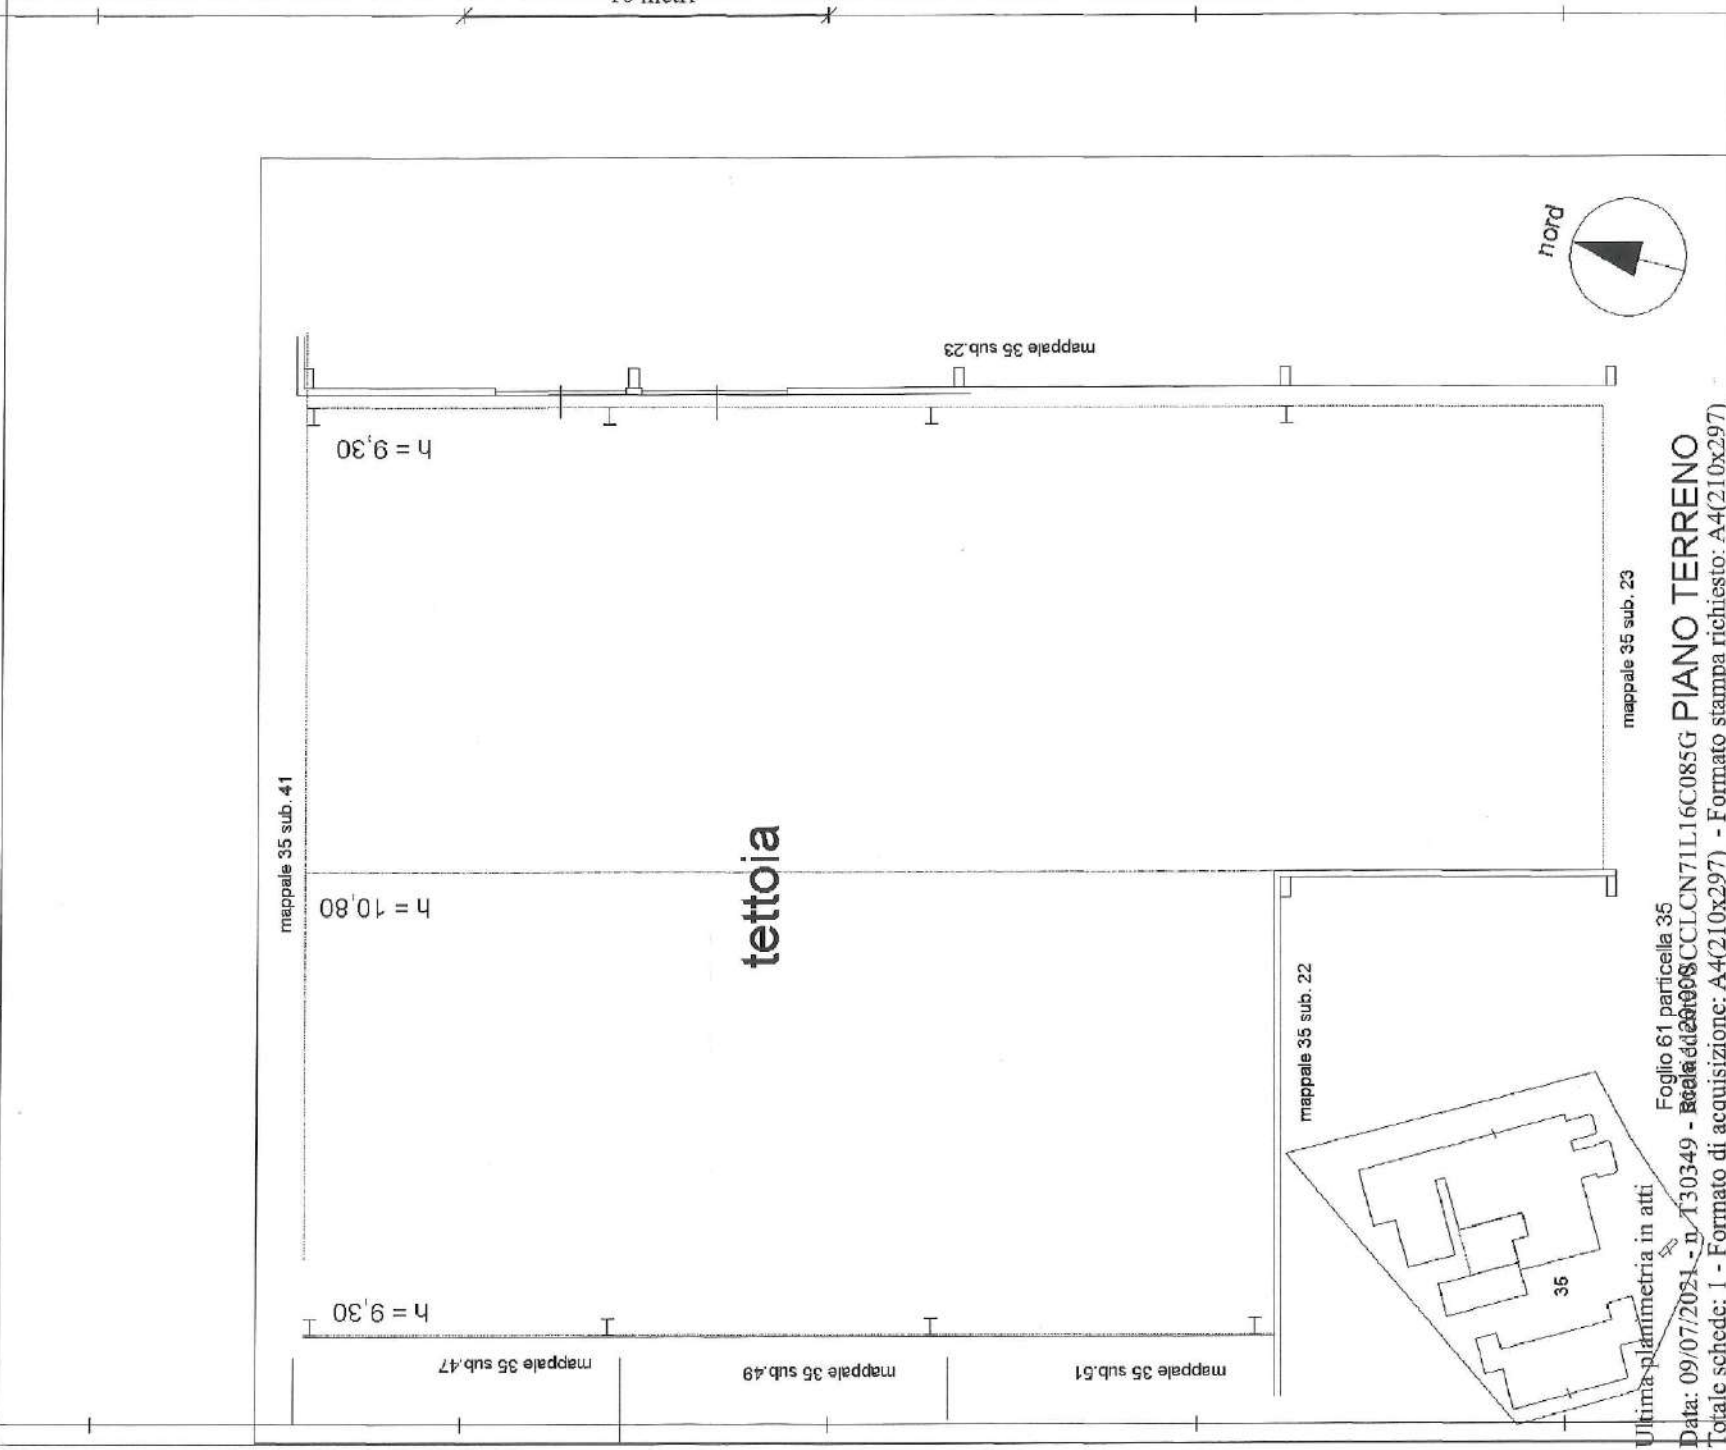 10 metri
nord
mappale 35 sub.23
h = 9,30
mappale 35 sub. 41
h = 10,80
tettoia
mappale 35 sub. 23
mappale 35 sub. 22
h = 9,30
mappale 35 sub.47
mappale 35 sub.49
mappale 35 sub.51
35
PIANO TERRENO
Foglio 61 particella 35
Ultima planimetria in atti
Data: 09/07/2021 - n. T30349 - CCLCN71L16C085G
Totale schede: 1 - Formato di acquisizione: A4(210x297) - Formato stampa richiesto: A4(210x297)